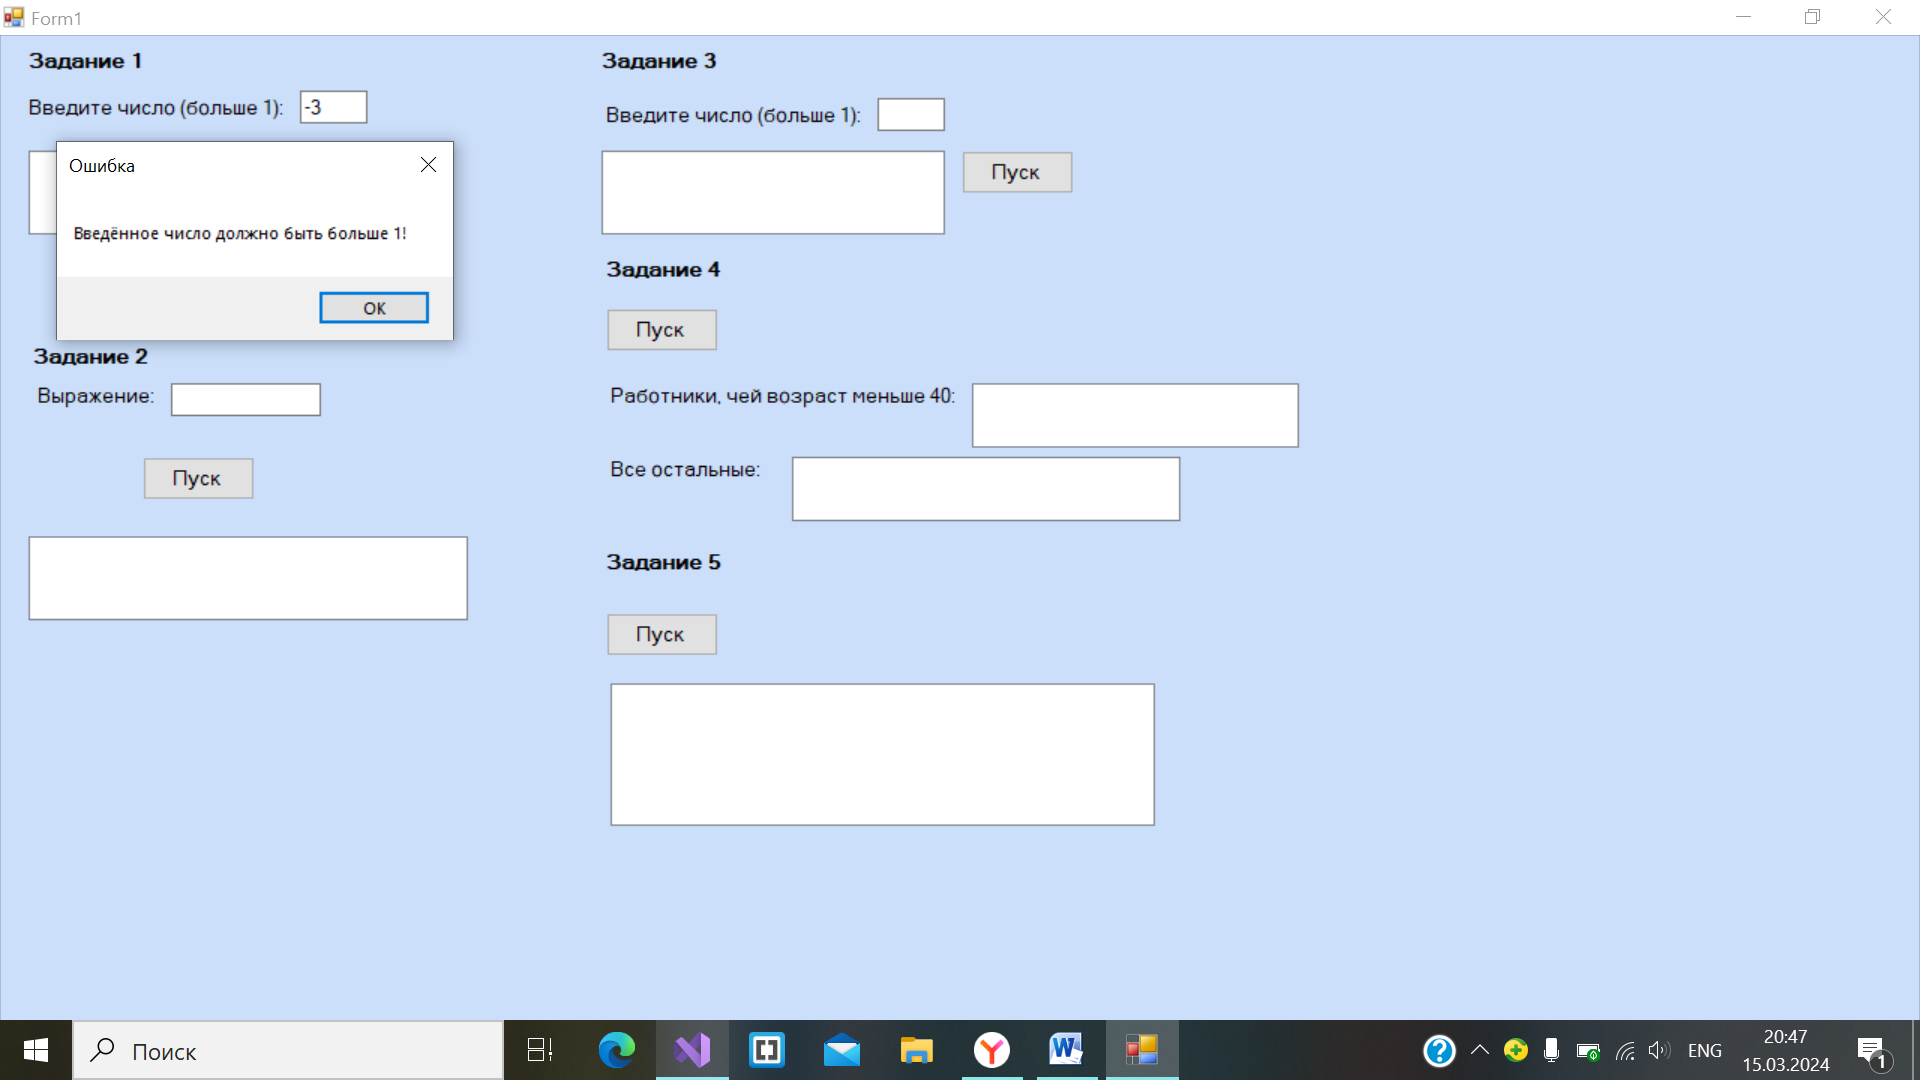 Form1
Задание 1
Введите число (больше 1): -3
Ошибка
Введённое число должно быть больше 1!
OK
Задание 2
Выражение:
Пуск
Задание 3
Введите число (больше 1):
Пуск
Задание 4
Пуск
Работники, чей возраст меньше 40:
Все остальные:
Задание 5
Пуск
Поиск
ENG
20:47
15.03.2024
1